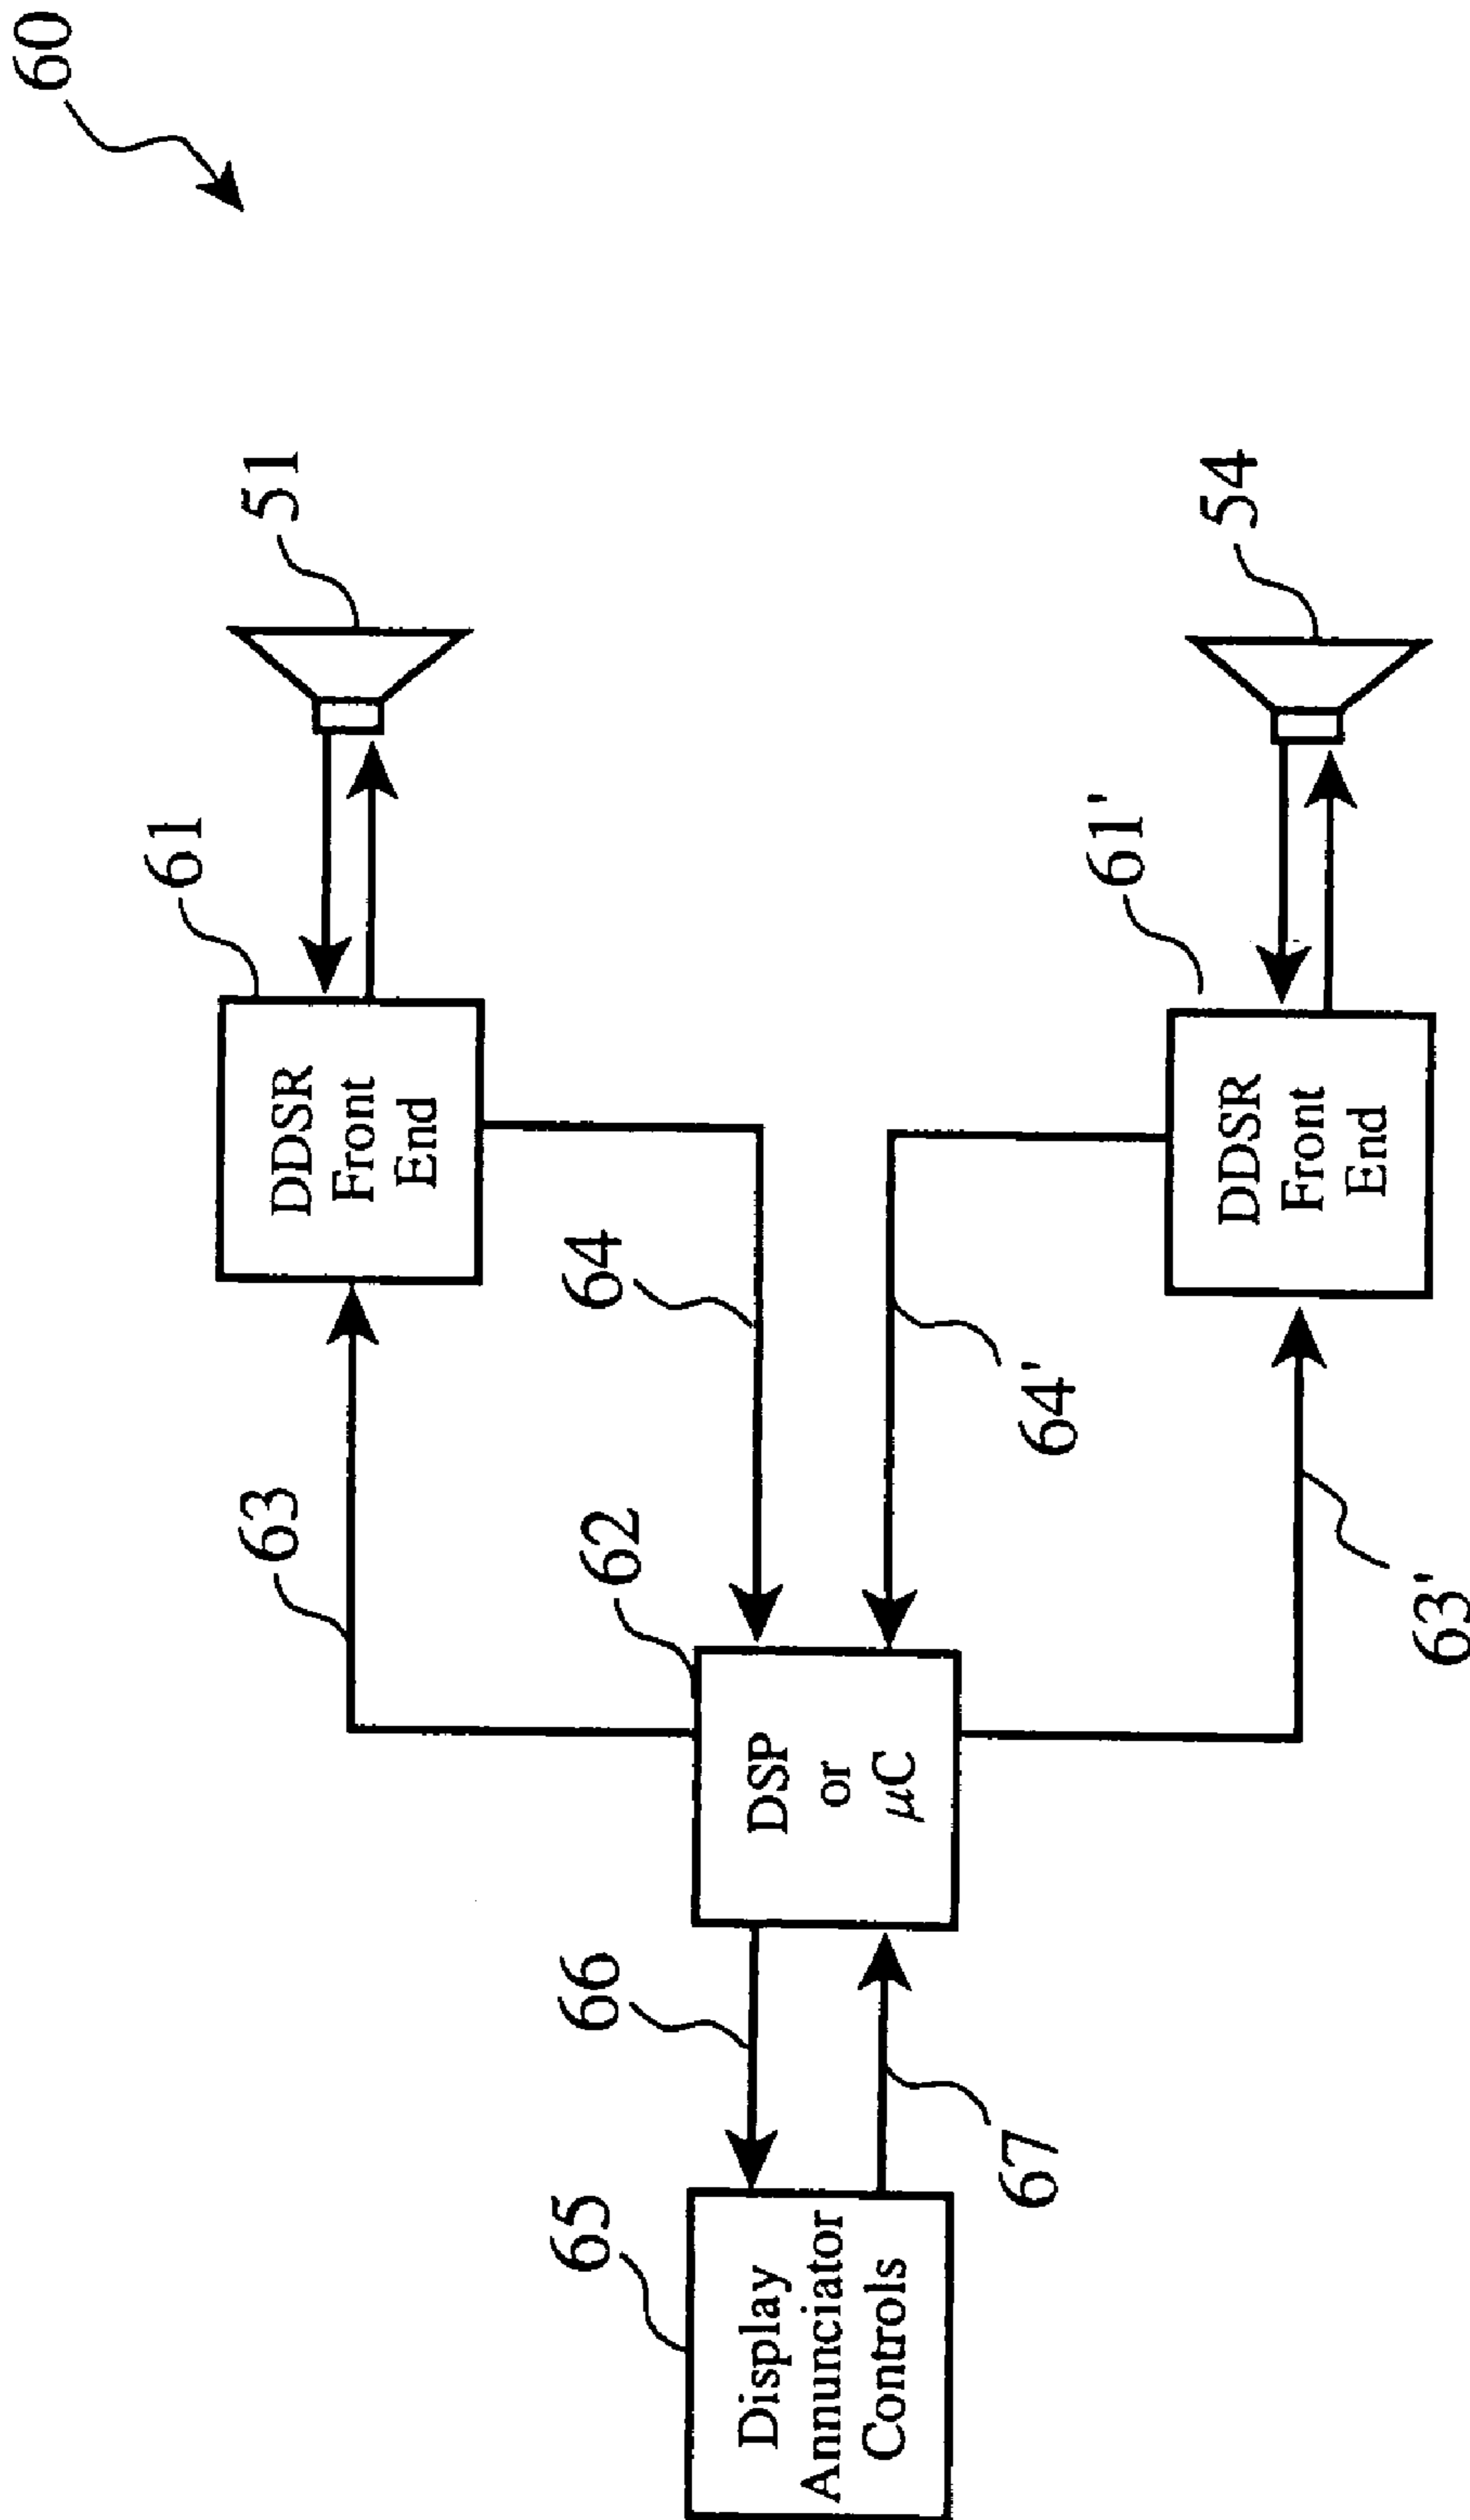 60
51
61
DDSR
Front
End
63
64
62
DSP
or
μC
66
65
Display
Annunciator
Controls
67
64'
61'
DDSR
Front
End
54
63'